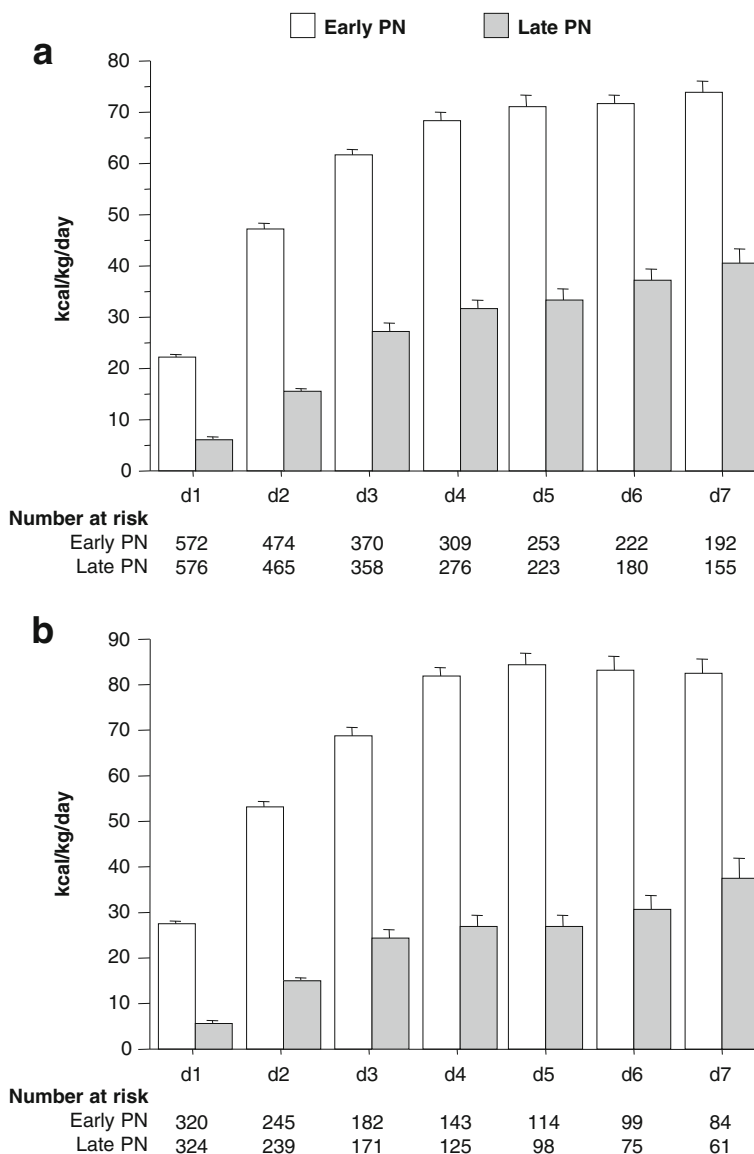 Early PN Late PN
a
80
70
60
50
40
30
20
10
0
kcal/kg/day
d1 d2 d3 d4 d5 d6 d7
Number at risk
Early PN 572 474 370 309 253 222 192
Late PN 576 465 358 276 223 180 155
b
90
80
70
60
50
40
30
20
10
0
kcal/kg/day
d1 d2 d3 d4 d5 d6 d7
Number at risk
Early PN 320 245 182 143 114 99 84
Late PN 324 239 171 125 98 75 61